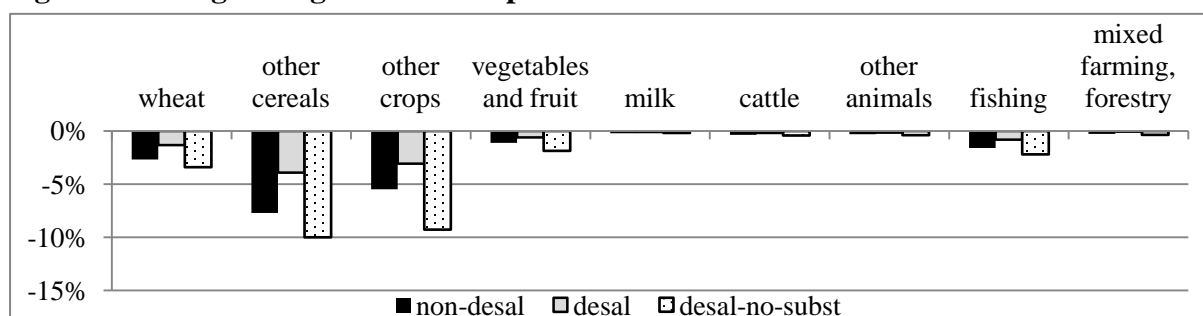 wheat
other
cereals
other
crops
vegetables
and fruit
milk
cattle
other
animals
fishing
mixed
farming,
forestry
0%
-5%
-10%
-15%
non-desal
desal
desal-no-subst